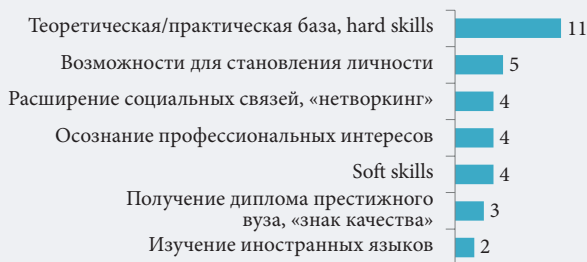 Теоретическая/практическая база, hard skills 11
Возможности для становления личности 5
Расширение социальных связей, «нетворкинг» 4
Осознание профессиональных интересов 4
Soft skills 4
Получение диплома престижного
вуза, «знак качества» 3
Изучение иностранных языков 2